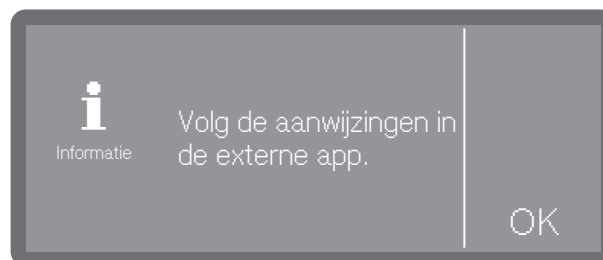 i
Informatie
Volg de aanwijzingen in
de externe app.
OK